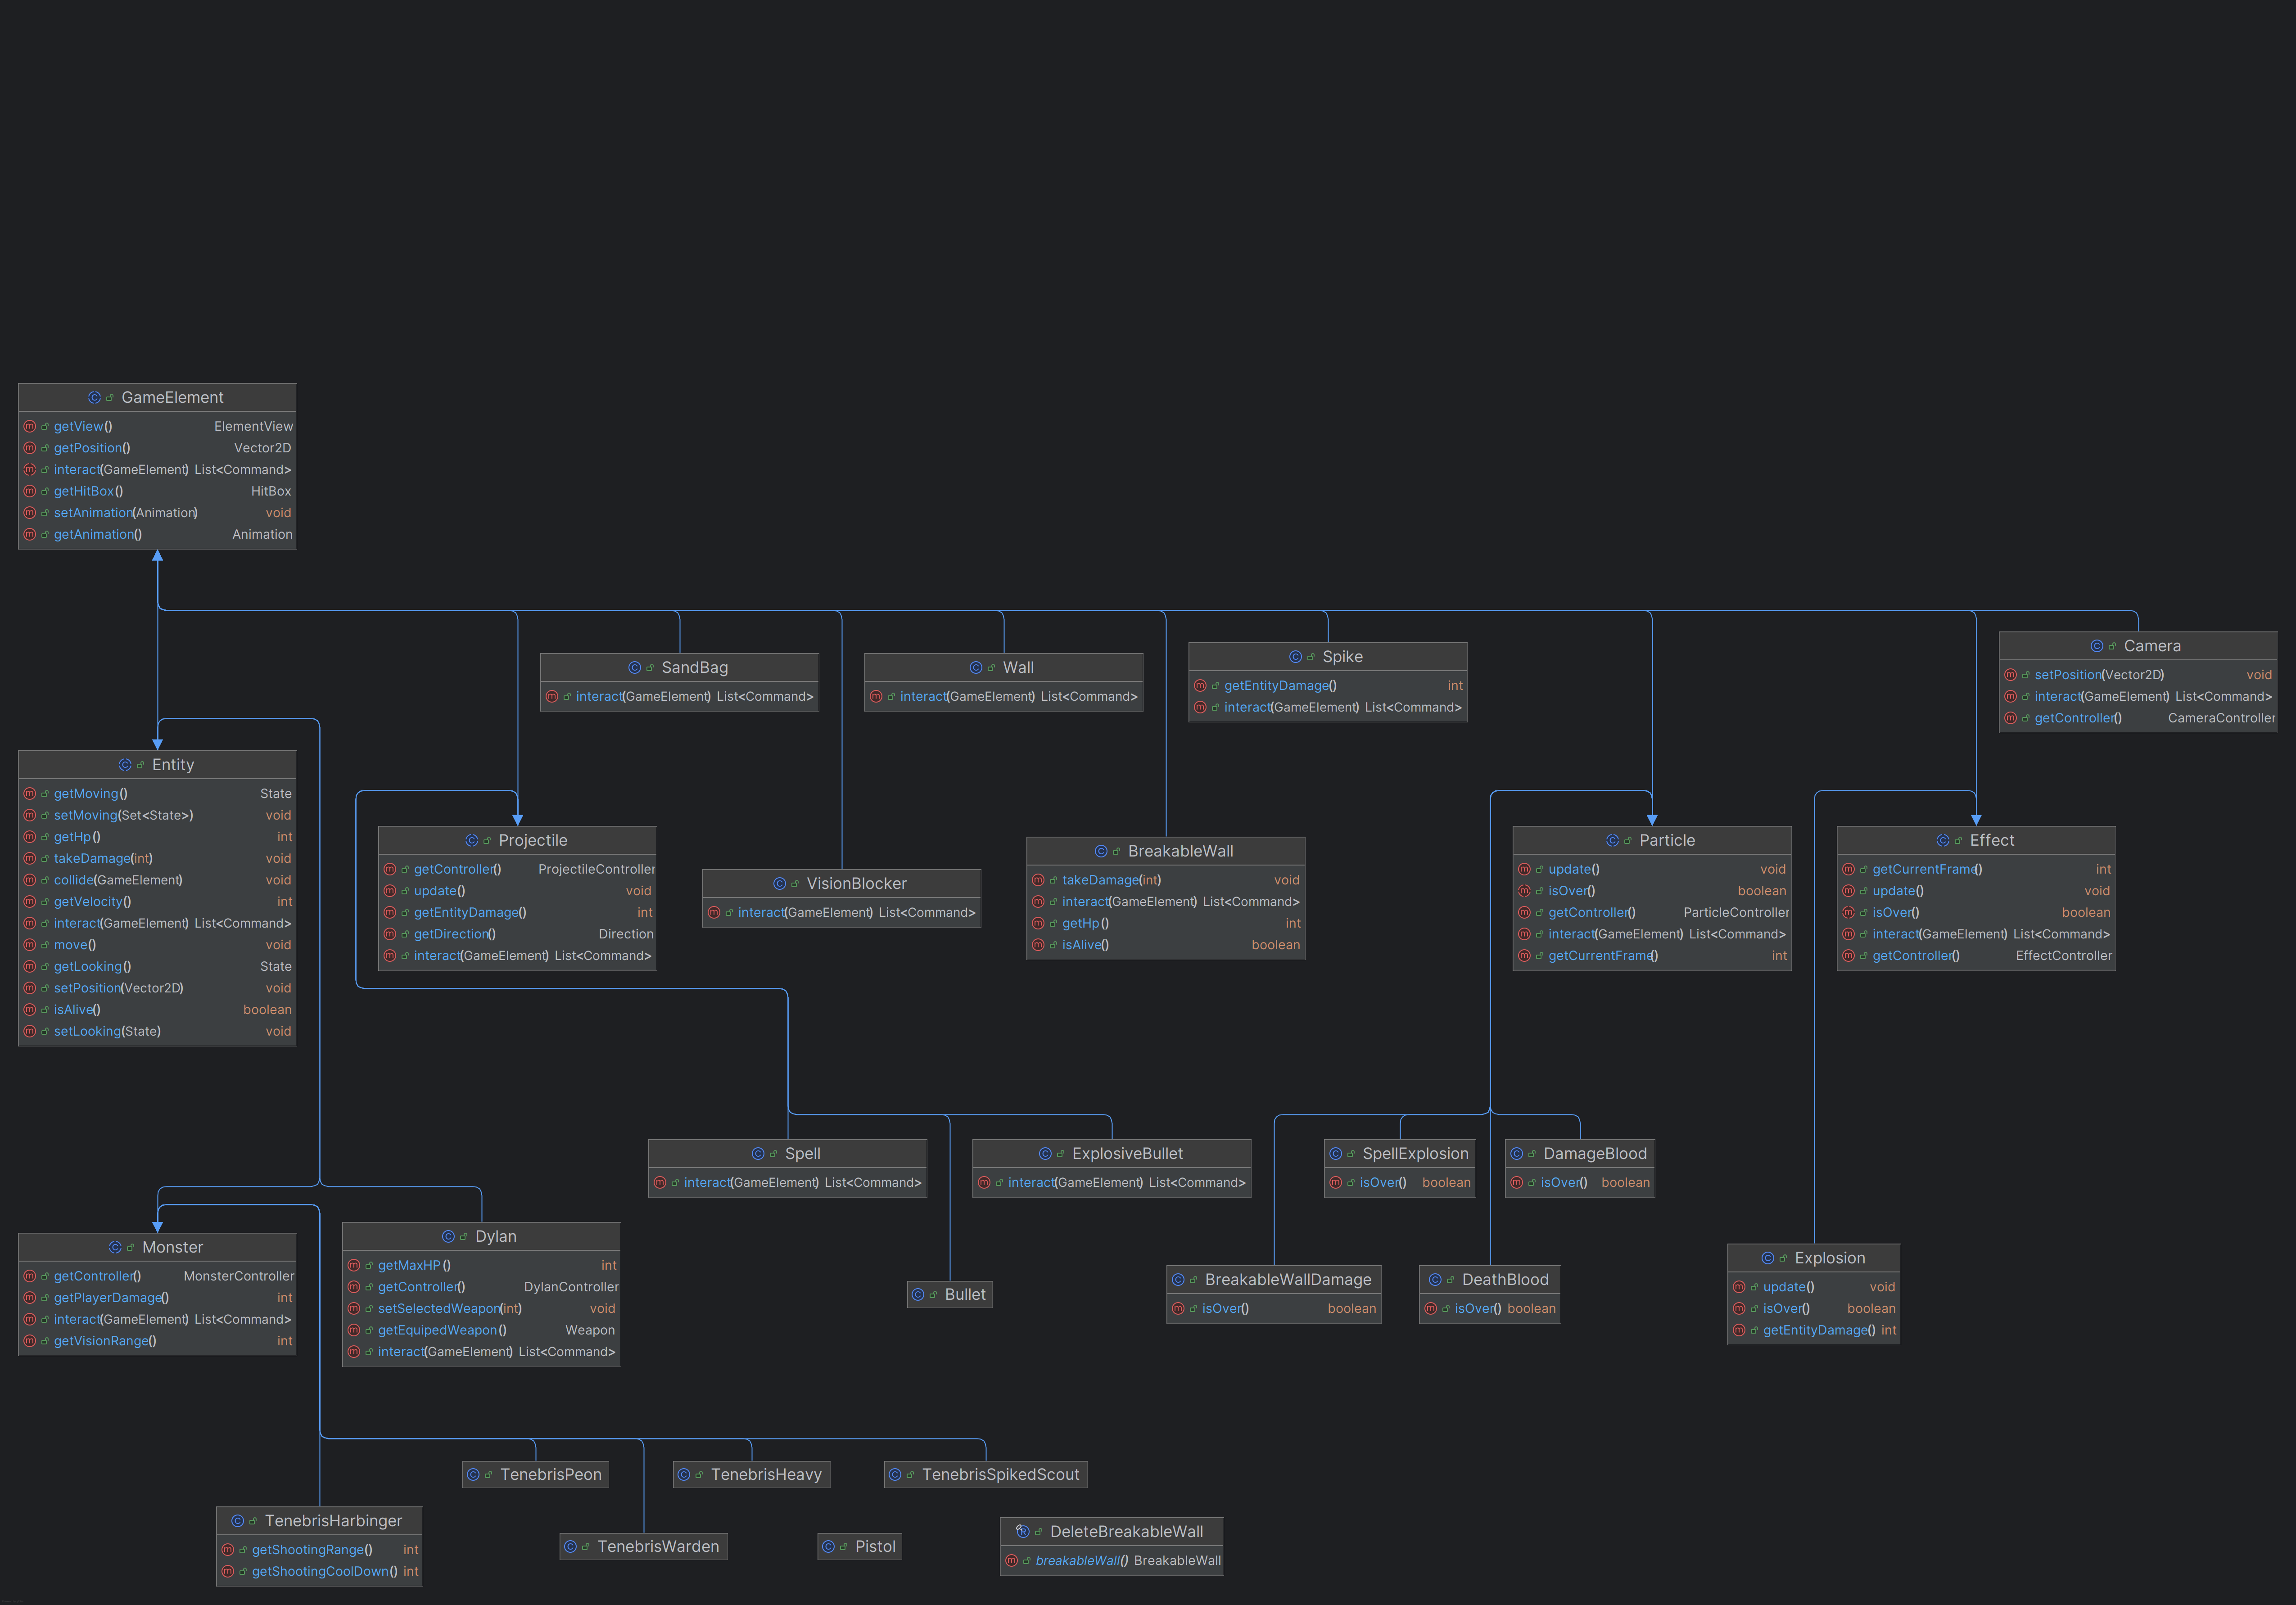 GameElement
getView() ElementView
getPosition() Vector2D
interact(GameElement) List<Command>
getHitBox() HitBox
setAnimation(Animation) void
getAnimation() Animation
SandBag
interact(GameElement) List<Command>
Wall
interact(GameElement) List<Command>
Spike
getEntityDamage() int
interact(GameElement) List<Command>
Camera
setPosition(Vector2D) void
interact(GameElement) List<Command>
getController() CameraController
Entity
getMoving() State
setMoving(Set<State>) void
getHp() int
takeDamage(int) void
collide(GameElement) void
getVelocity() int
interact(GameElement) List<Command>
move() void
getLooking() State
setPosition(Vector2D) void
isAlive() boolean
setLooking(State) void
Projectile
getController() ProjectileController
update() void
getEntityDamage() int
getDirection() Direction
interact(GameElement) List<Command>
VisionBlocker
interact(GameElement) List<Command>
BreakableWall
takeDamage(int) void
interact(GameElement) List<Command>
getHp() int
isAlive() boolean
Particle
update() void
isOver() boolean
getController() ParticleController
interact(GameElement) List<Command>
getCurrentFrame() int
Effect
getCurrentFrame() int
update() void
isOver() boolean
interact(GameElement) List<Command>
getController() EffectController
Spell
interact(GameElement) List<Command>
ExplosiveBullet
interact(GameElement) List<Command>
SpellExplosion
isOver() boolean
DamageBlood
isOver() boolean
Monster
getController() MonsterController
getPlayerDamage() int
interact(GameElement) List<Command>
getVisionRange() int
Dylan
getMaxHP() int
getController() DylanController
setSelectedWeapon(int) void
getEquipedWeapon() Weapon
interact(GameElement) List<Command>
Bullet
BreakableWallDamage
isOver() boolean
DeathBlood
isOver() boolean
Explosion
update() void
isOver() boolean
getEntityDamage() int
TenebrisPeon
TenebrisHeavy
TenebrisSpikedScout
TenebrisHarbinger
getShootingRange() int
getShootingCoolDown() int
TenebrisWarden
Pistol
DeleteBreakableWall
breakableWall() BreakableWall